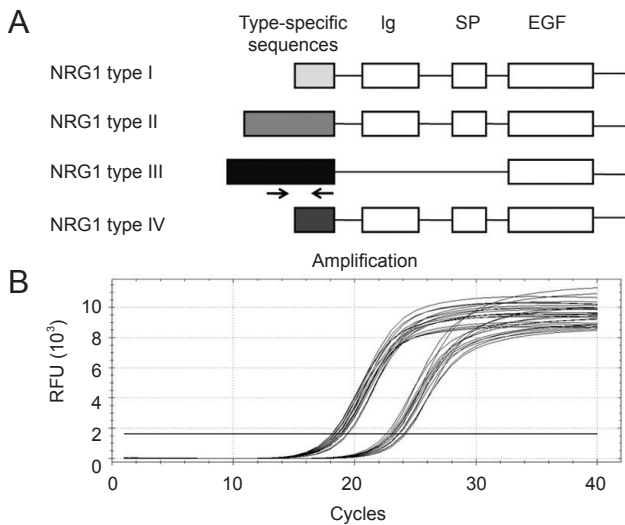 A
Type-specific sequences
Ig
SP
EGF
NRG1 type I
NRG1 type II
NRG1 type III
NRG1 type IV
B
Amplification
RFU (10³)
10
8
6
4
2
0
0
10
20
30
40
Cycles